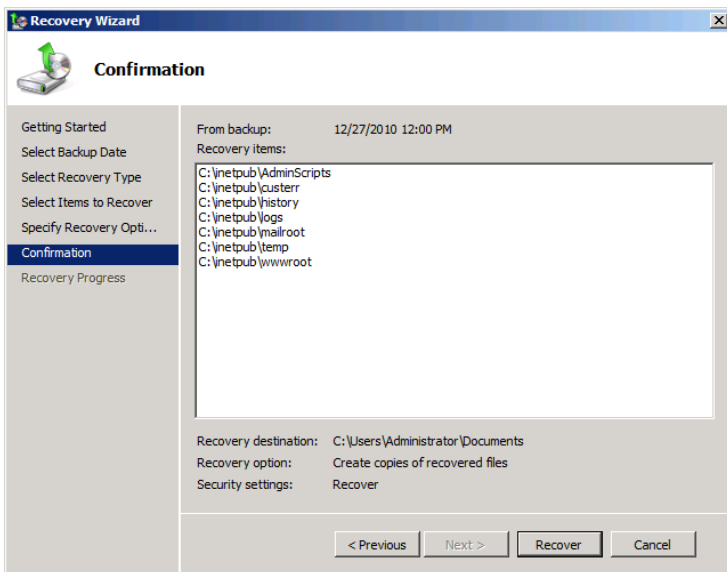 Recovery Wizard
Confirmation
Getting Started
Select Backup Date
Select Recovery Type
Select Items to Recover
Specify Recovery Opti...
Confirmation
Recovery Progress
From backup: 12/27/2010 12:00 PM
Recovery items:
C:\inetpub\AdminScripts
C:\inetpub\custerr
C:\inetpub\history
C:\inetpub\logs
C:\inetpub\mailroot
C:\inetpub\temp
C:\inetpub\wwwroot
Recovery destination: C:\Users\Administrator\Documents
Recovery option: Create copies of recovered files
Security settings: Recover
< Previous Next > Recover Cancel